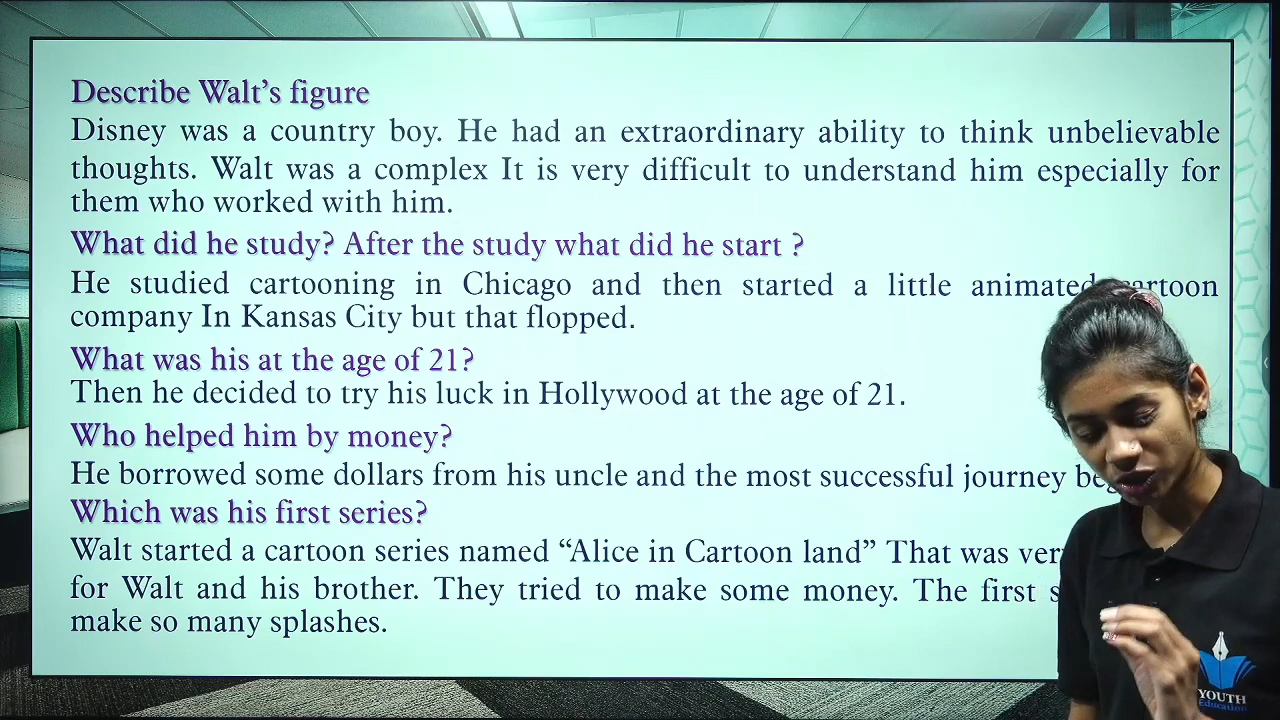 Describe Walt's figure
Disney was a country boy. He had an extraordinary ability to think unbelievable
thoughts. Walt was a complex It is very difficult to understand him especially for
them who worked with him.
What did he study? After the study what did he start ?
He studied cartooning in Chicago and then started a little animated cartoon
company In Kansas City but that flopped.
What was his at the age of 21?
Then he decided to try his luck in Hollywood at the age of 21.
Who helped him by money?
He borrowed some dollars from his uncle and the most successful journey
Which was his first series?
Walt started a cartoon series named “Alice in Cartoon land” That was
for Walt and his brother. They tried to make some money. The first
make so many splashes.
YOUTH
Education